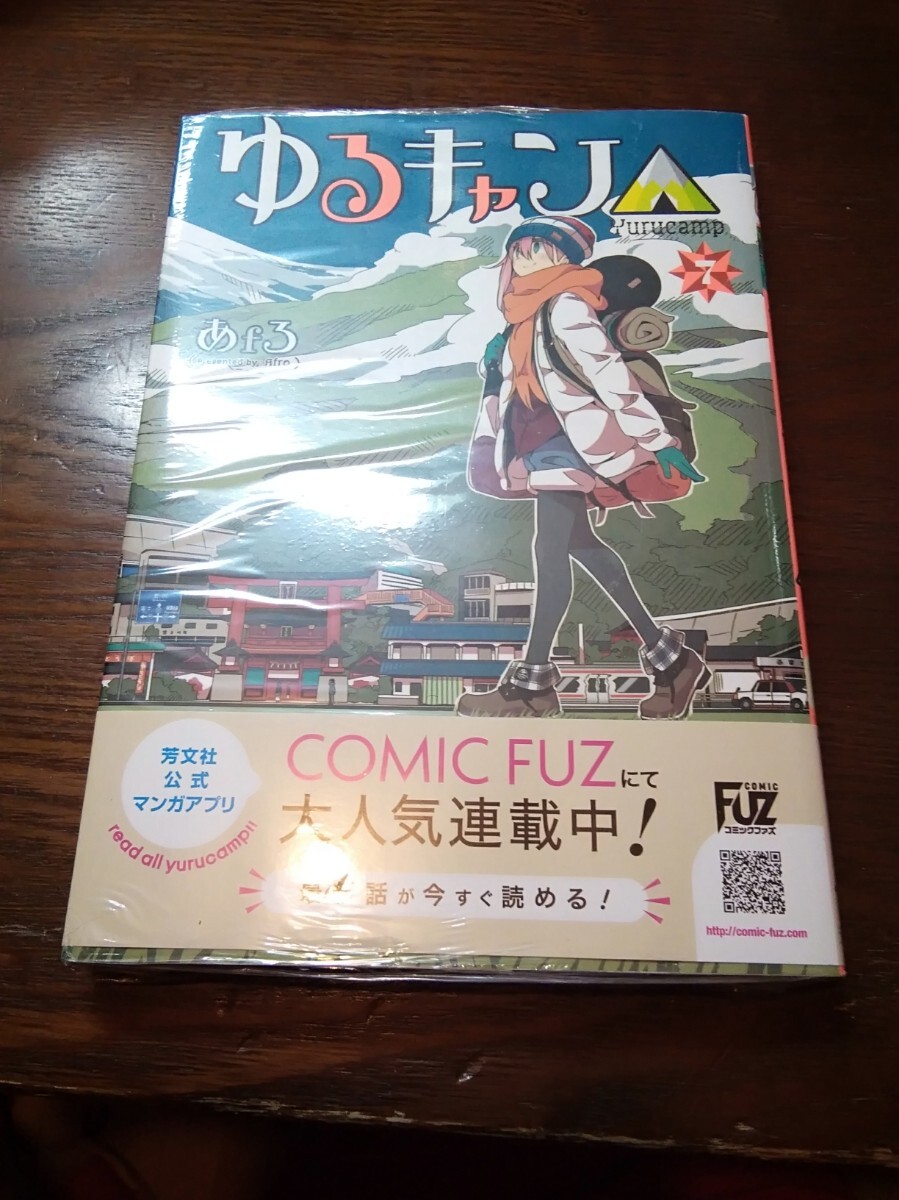 ゆるキャン△
Yurucamp
7
あfろ
presented by. Afro
芳文社
公式
マンガアプリ
read all yurucamp!!
COMIC FUZにて
大人気連載中!
話が今すぐ読める!
COMIC
FUZ
コミックファズ
http://comic-fuz.com